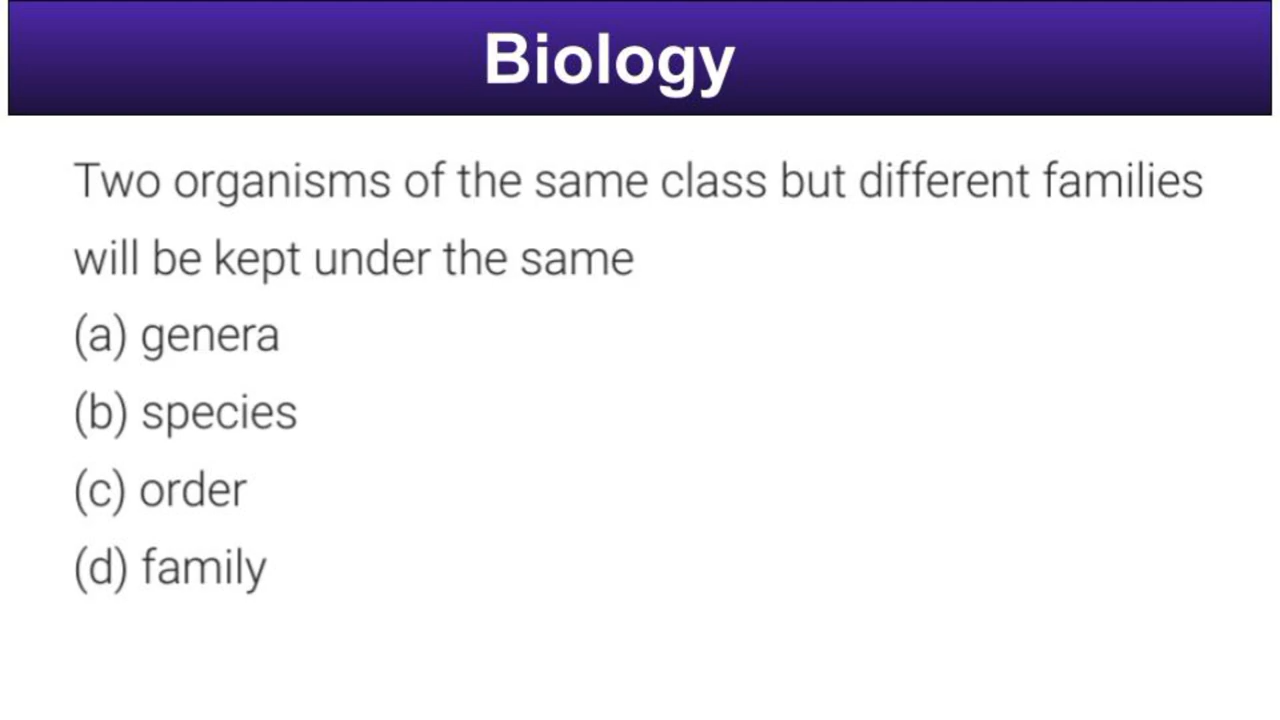 Biology
Two organisms of the same class but different families
will be kept under the same
(a) genera
(b) species
(c) order
(d) family